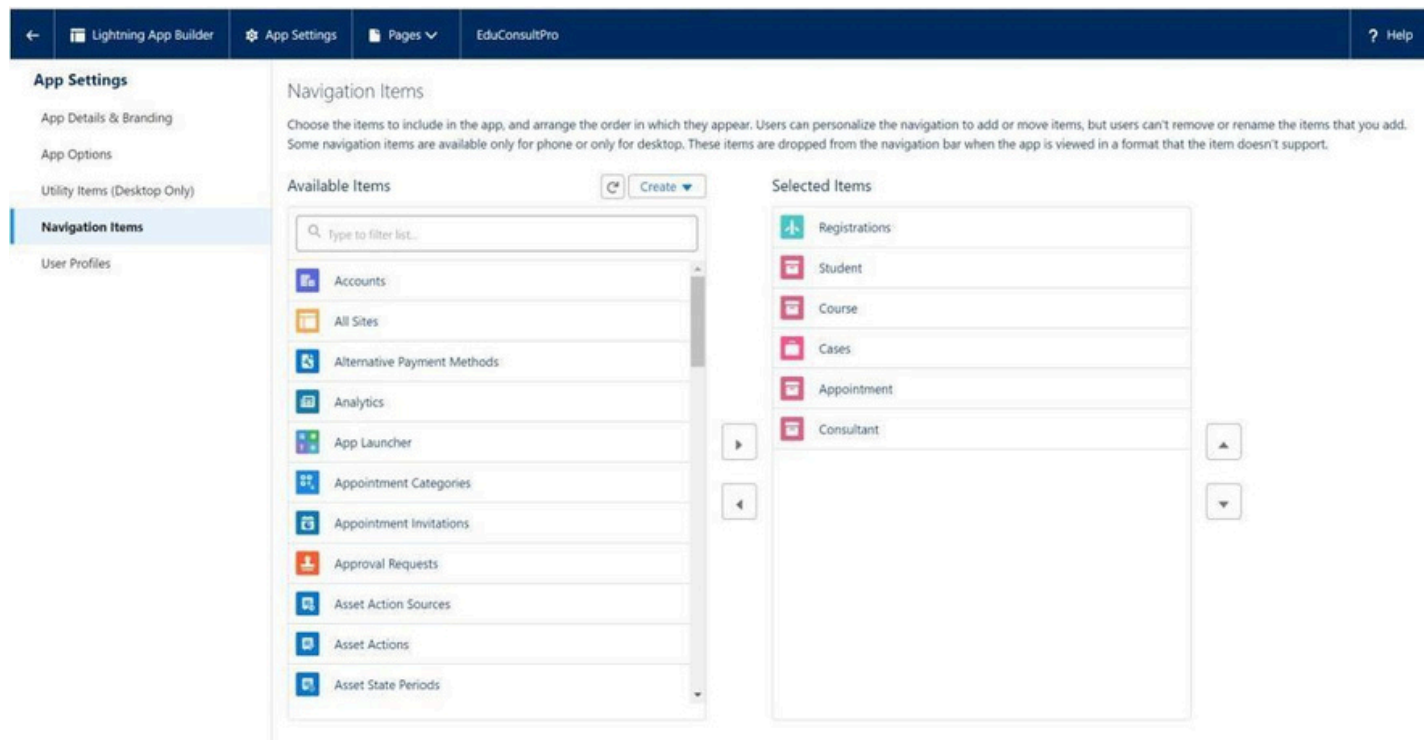 Lightning App Builder
App Settings
Pages
EduConsultPro
? Help
App Settings
App Details & Branding
App Options
Utility Items (Desktop Only)
Navigation Items
User Profiles
Navigation Items
Choose the items to include in the app, and arrange the order in which they appear. Users can personalize the navigation to add or move items, but users can't remove or rename the items that you add.
Some navigation items are available only for phone or only for desktop. These items are dropped from the navigation bar when the app is viewed in a format that the item doesn't support.
Available Items
Create
Type to filter list...
Accounts
All Sites
Alternative Payment Methods
Analytics
App Launcher
Appointment Categories
Appointment Invitations
Approval Requests
Asset Action Sources
Asset Actions
Asset State Periods
Selected Items
Registrations
Student
Course
Cases
Appointment
Consultant